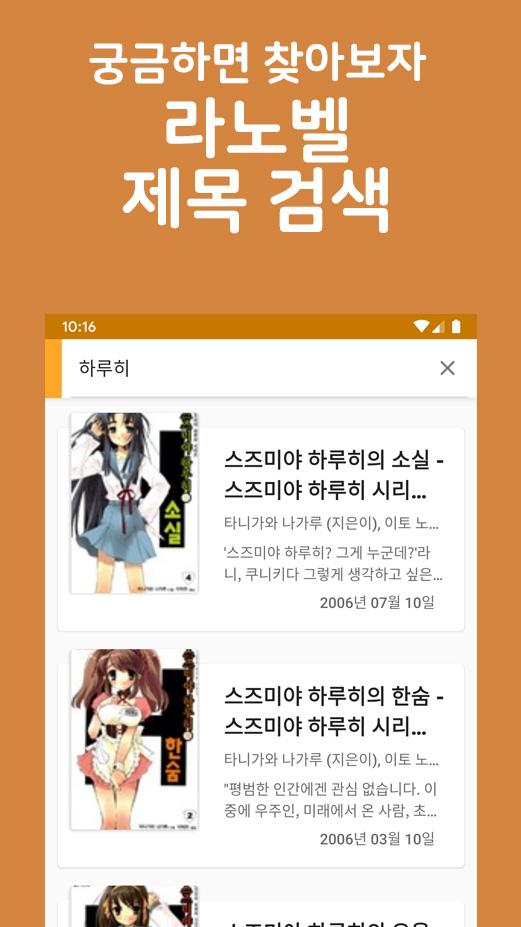 궁금하면 찾아보자
라노벨
제목 검색
10:16
하루히
스즈미야 하루히의 소실 -
스즈미야 하루히 시리...
타니가와 나가루 (지은이), 이토 노...
'스즈미야 하루히? 그게 누군데?'라
니, 쿠니키다 그렇게 생각하고 싶은...
2006년 07월 10일
소실
4
스즈미야 하루히의 한숨 -
스즈미야 하루히 시리...
타니가와 나가루 (지은이), 이토 노...
"평범한 인간에겐 관심 없습니다. 이
중에 우주인, 미래에서 온 사람, 초...
2006년 03월 10일
한숨
2